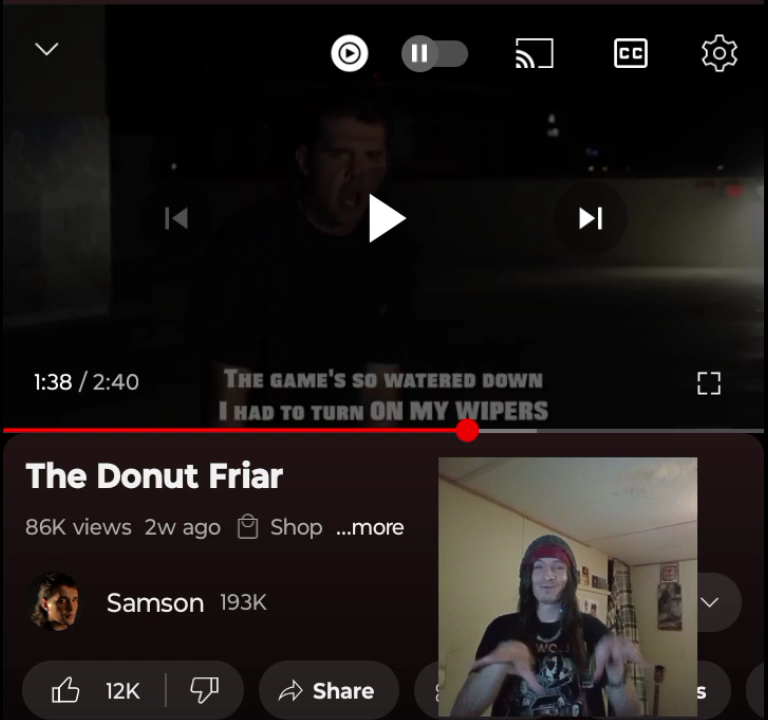 CC
THE GAME'S SO WATERED DOWN
I HAD TO TURN ON MY WIPERS
1:38 / 2:40
The Donut Friar
86K views 2w ago Shop ...more
Samson 193K
12K Share s